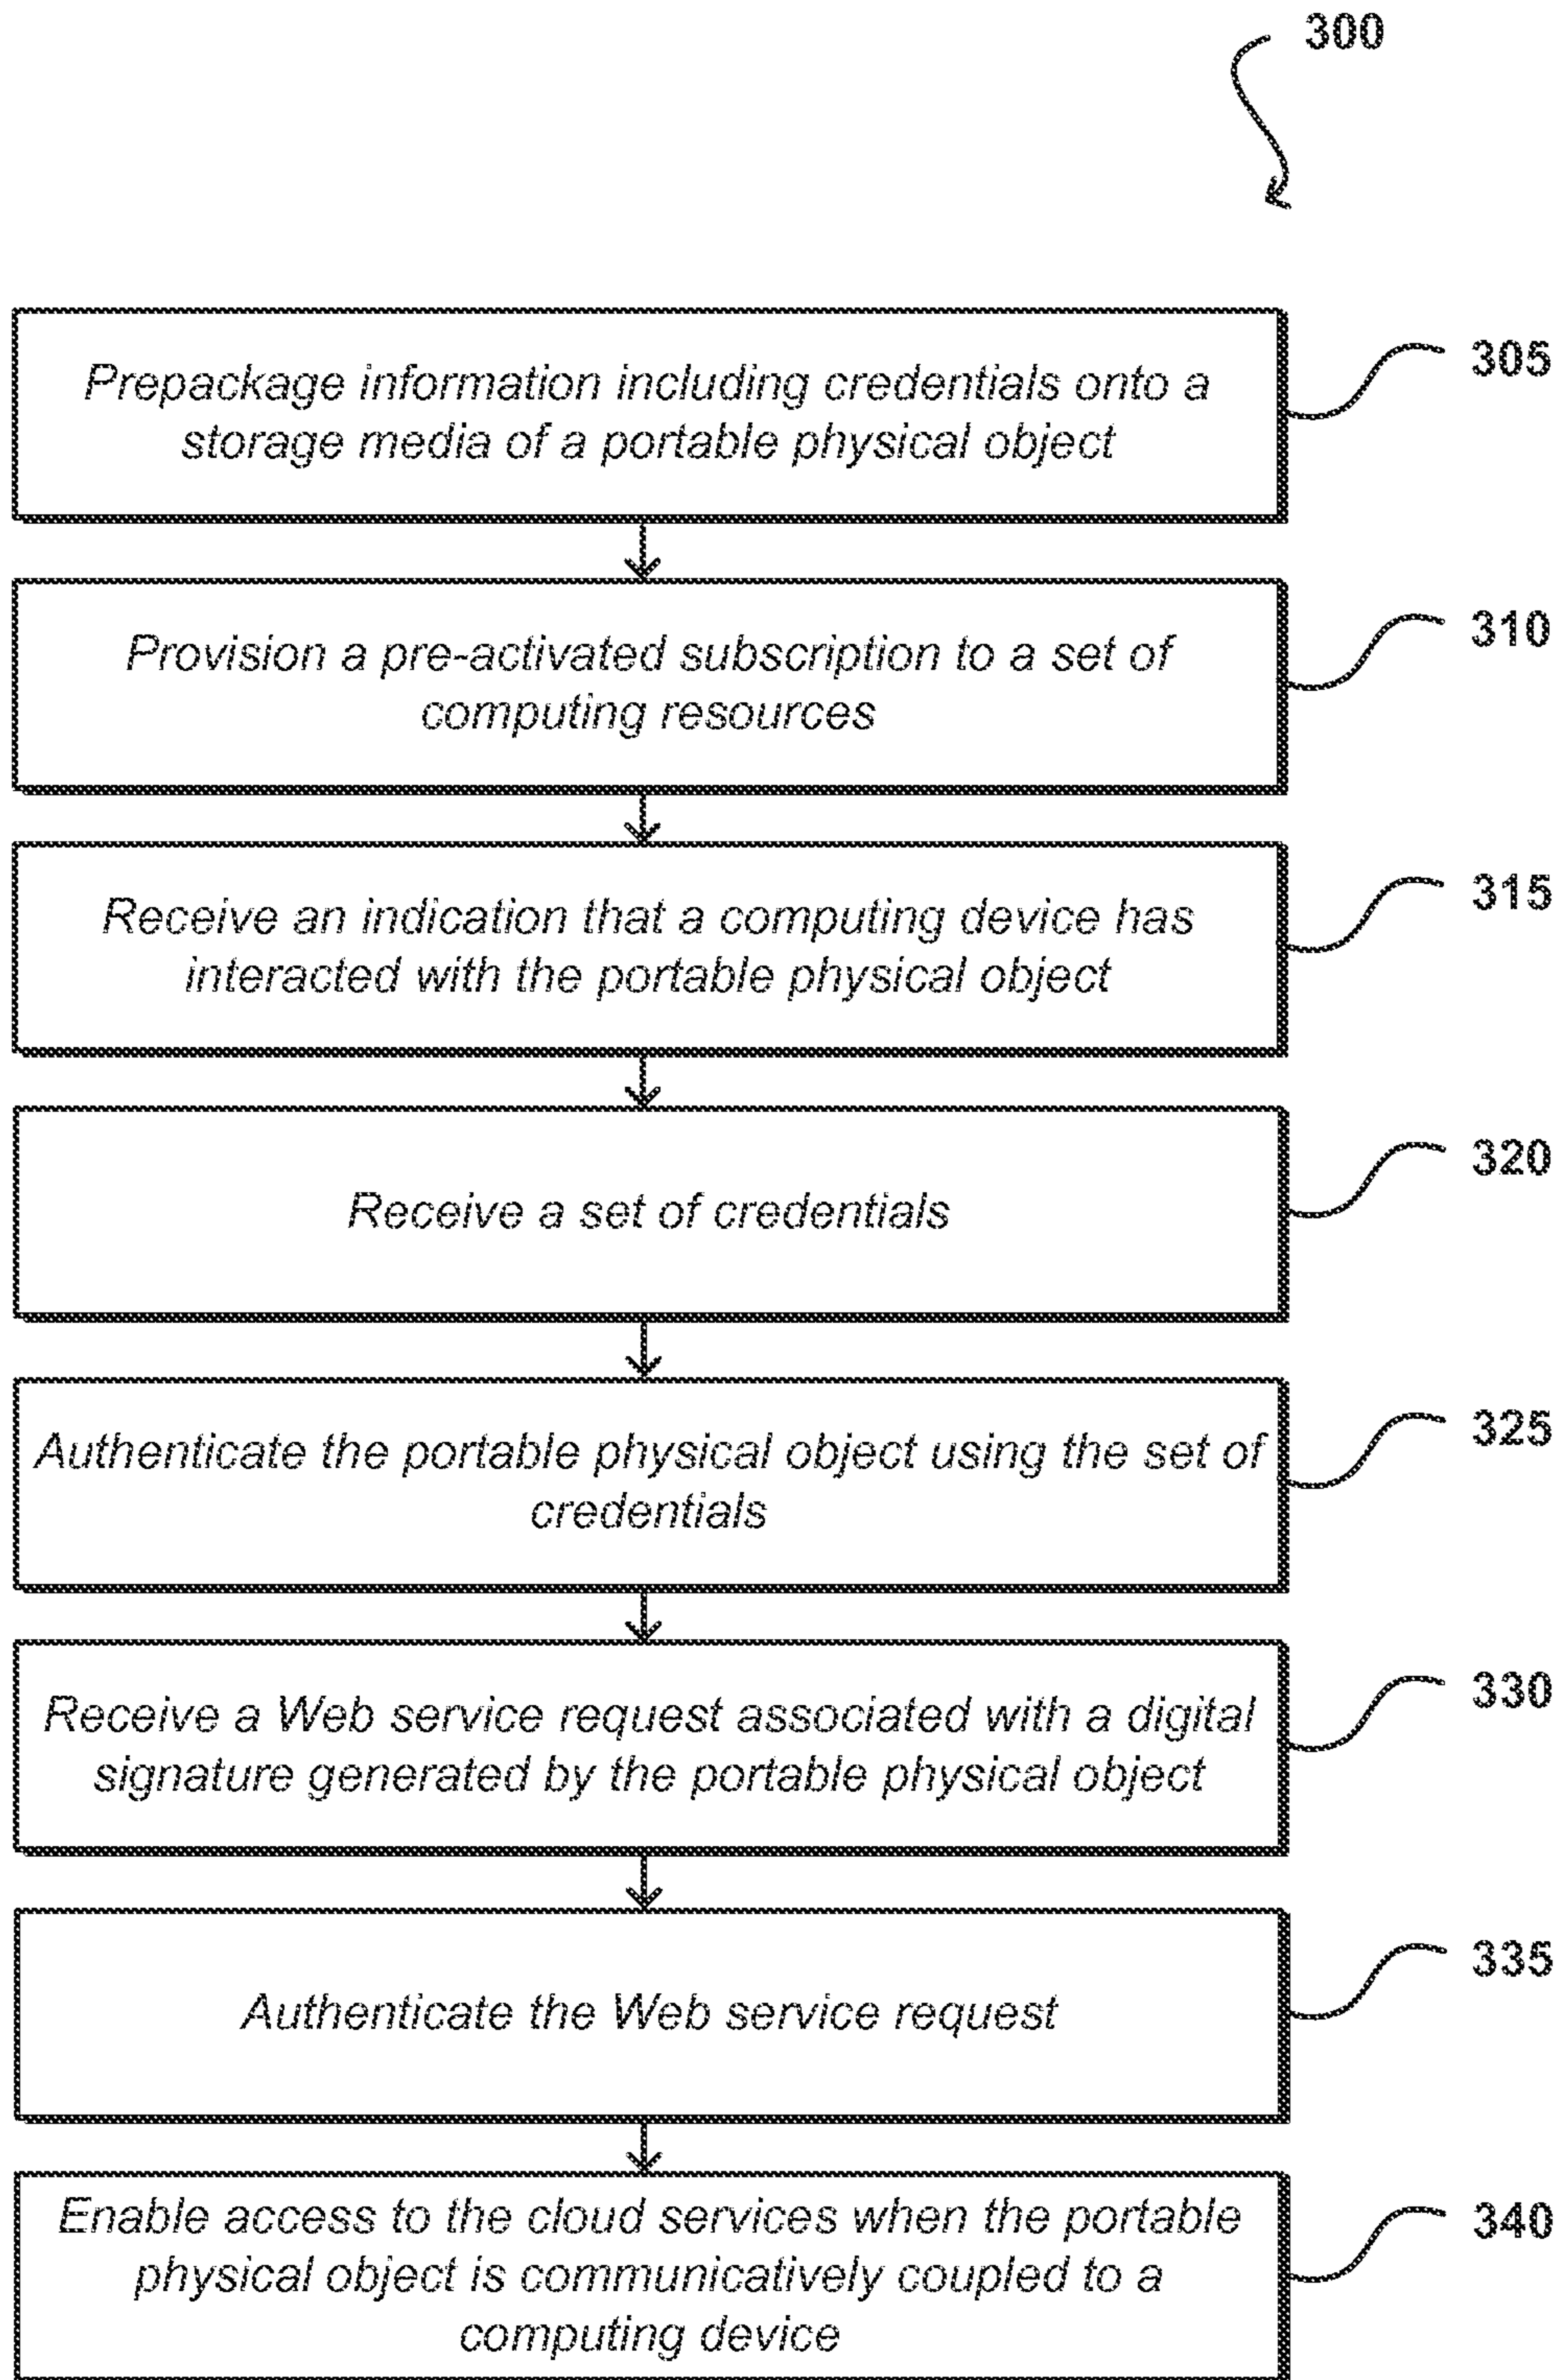 300
Prepackage information including credentials onto a
storage media of a portable physical object
305
Provision a pre-activated subscription to a set of
computing resources
310
Receive an indication that a computing device has
interacted with the portable physical object
315
Receive a set of credentials
320
Authenticate the portable physical object using the set of
credentials
325
Receive a Web service request associated with a digital
signature generated by the portable physical object
330
Authenticate the Web service request
335
Enable access to the cloud services when the portable
physical object is communicatively coupled to a
computing device
340